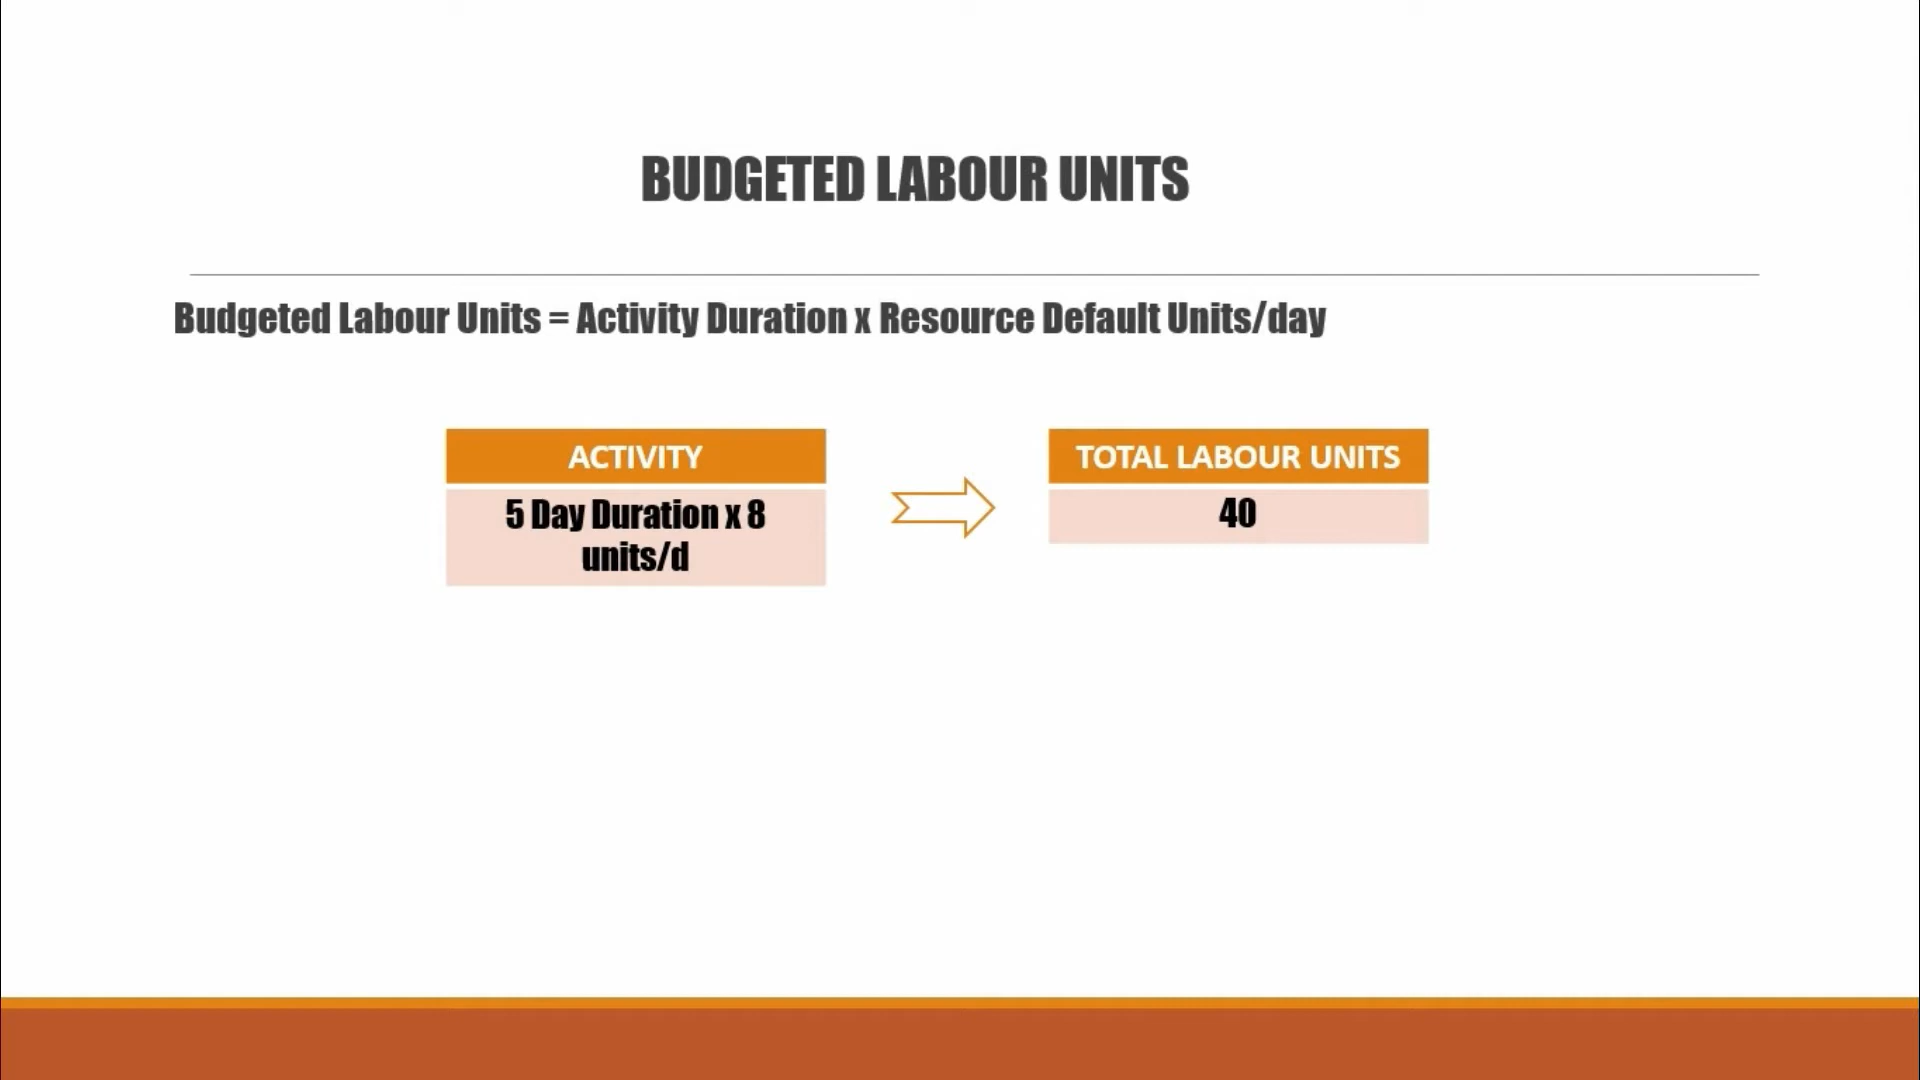 BUDGETED LABOUR UNITS
Budgeted Labour Units = Activity Duration x Resource Default Units/day
ACTIVITY
5 Day Duration x 8
units/d
TOTAL LABOUR UNITS
40